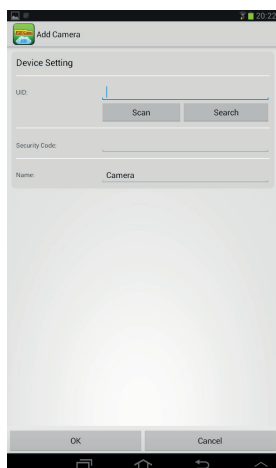 20:22
Add Camera
Device Setting
UID:
Scan Search
Security Code:
Name: Camera
OK Cancel